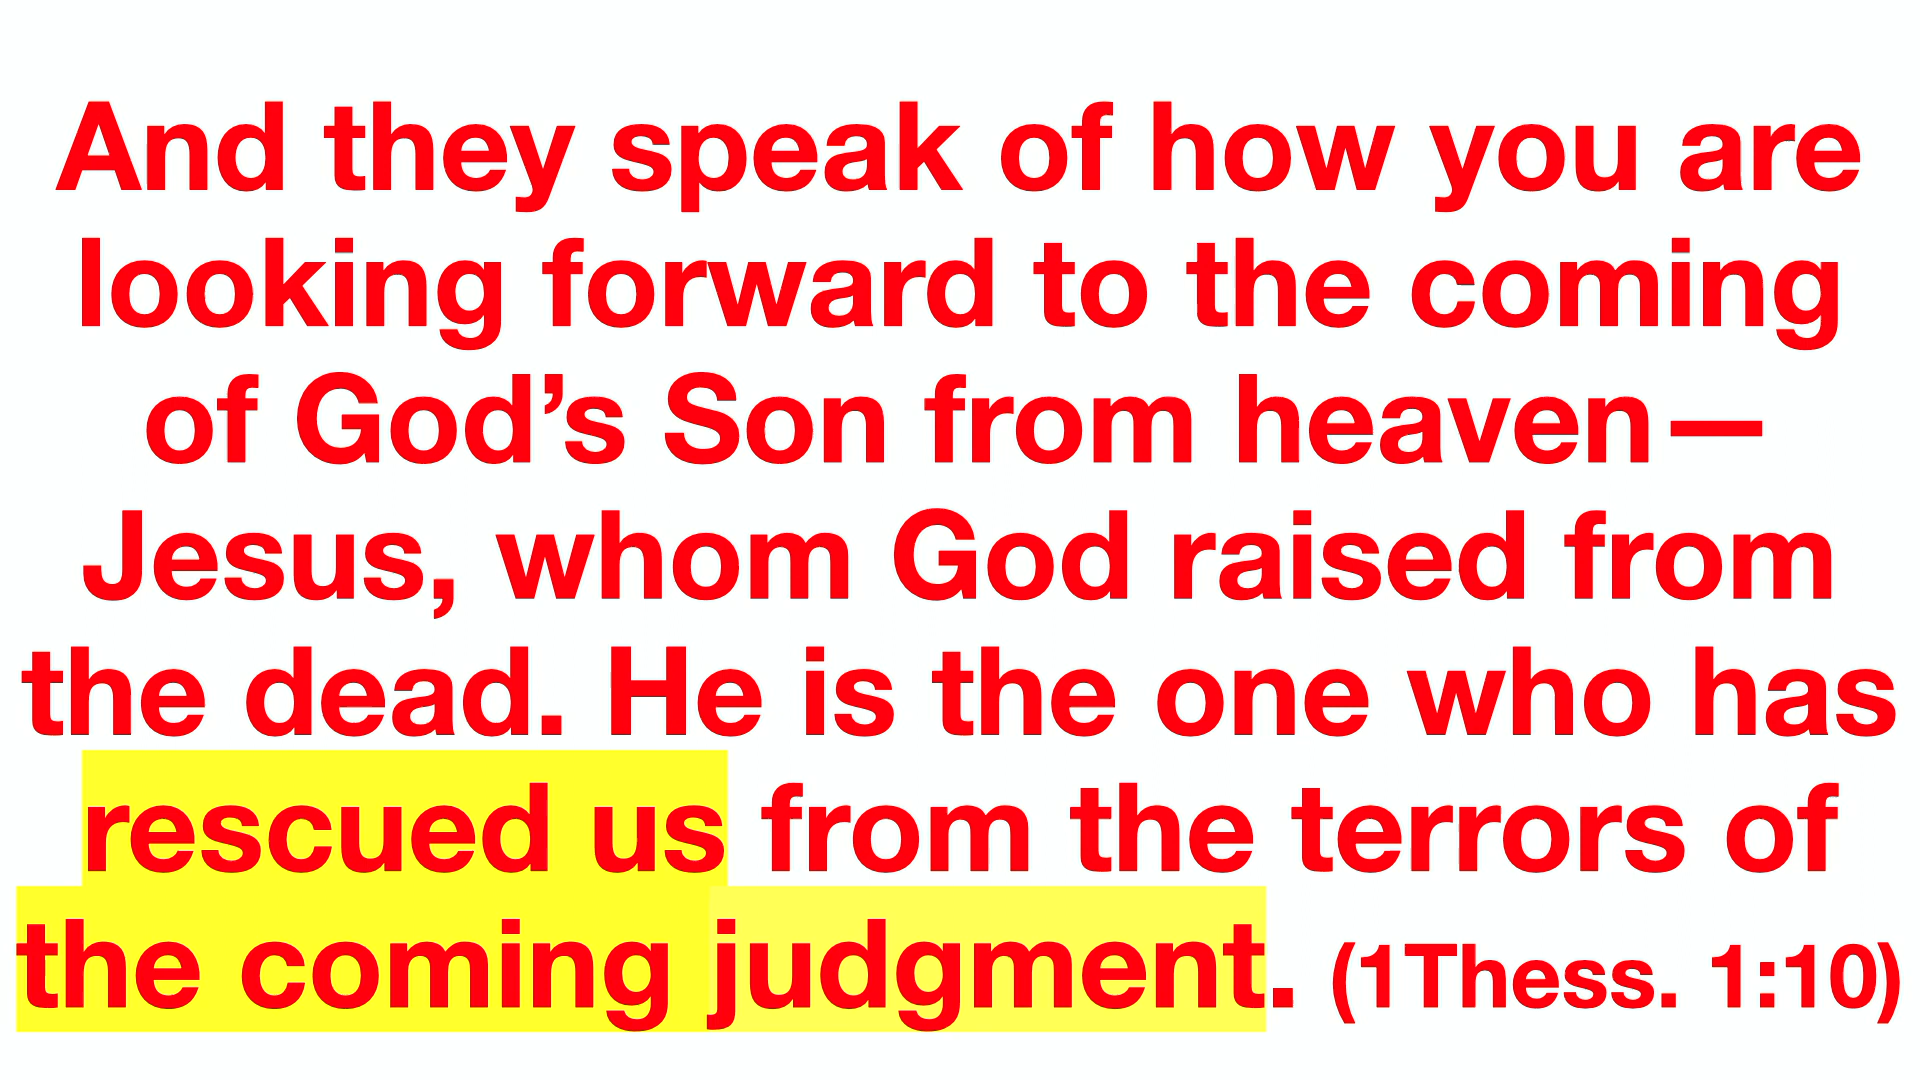 And they speak of how you are
looking forward to the coming
of God’s Son from heaven—
Jesus, whom God raised from
the dead. He is the one who has
rescued us from the terrors of
the coming judgment. (1Thess. 1:10)